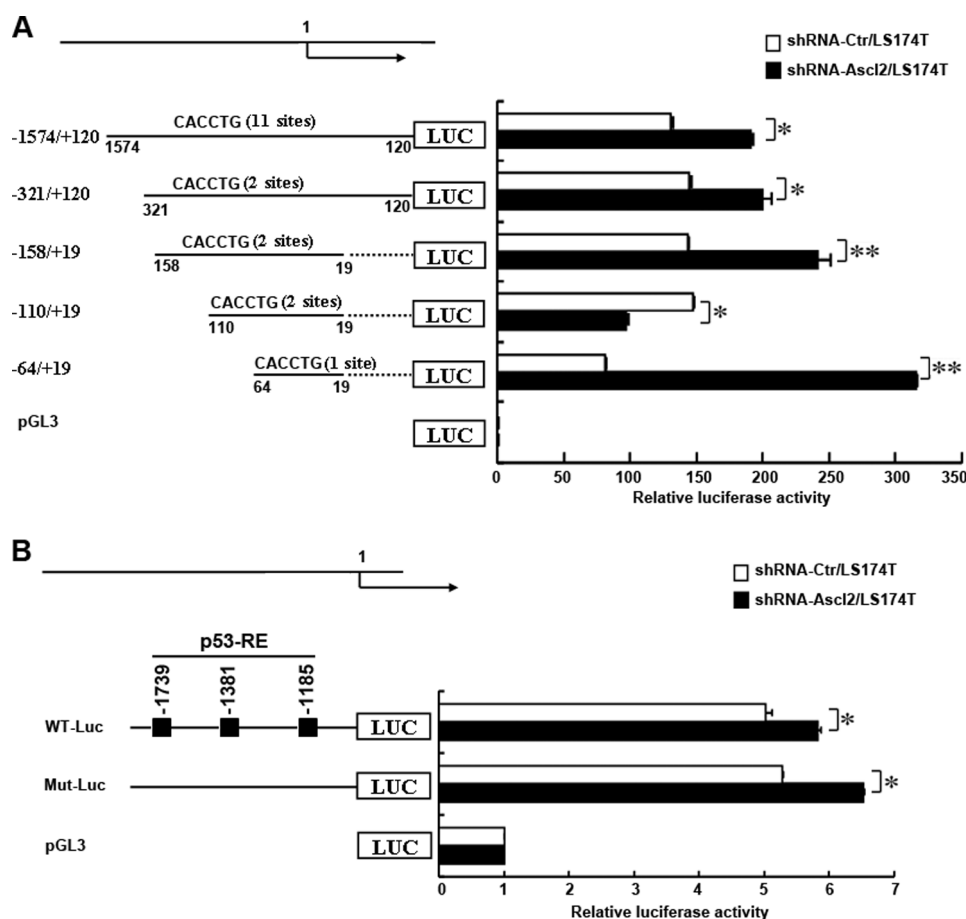 A
1
shRNA-Ctr/LS174T
shRNA-Ascl2/LS174T
-1574/+120
CACCTG (11 sites)
1574
120
LUC
*
-321/+120
CACCTG (2 sites)
321
120
LUC
*
-158/+19
CACCTG (2 sites)
158
19
LUC
**
-110/+19
CACCTG (2 sites)
110
19
LUC
*
-64/+19
CACCTG (1 site)
64
19
LUC
**
pGL3
LUC
0 50 100 150 200 250 300 350
Relative luciferase activity
B
1
shRNA-Ctr/LS174T
shRNA-Ascl2/LS174T
p53-RE
-1739
-1381
-1185
WT-Luc
LUC
*
Mut-Luc
LUC
*
pGL3
LUC
0 1 2 3 4 5 6 7
Relative luciferase activity